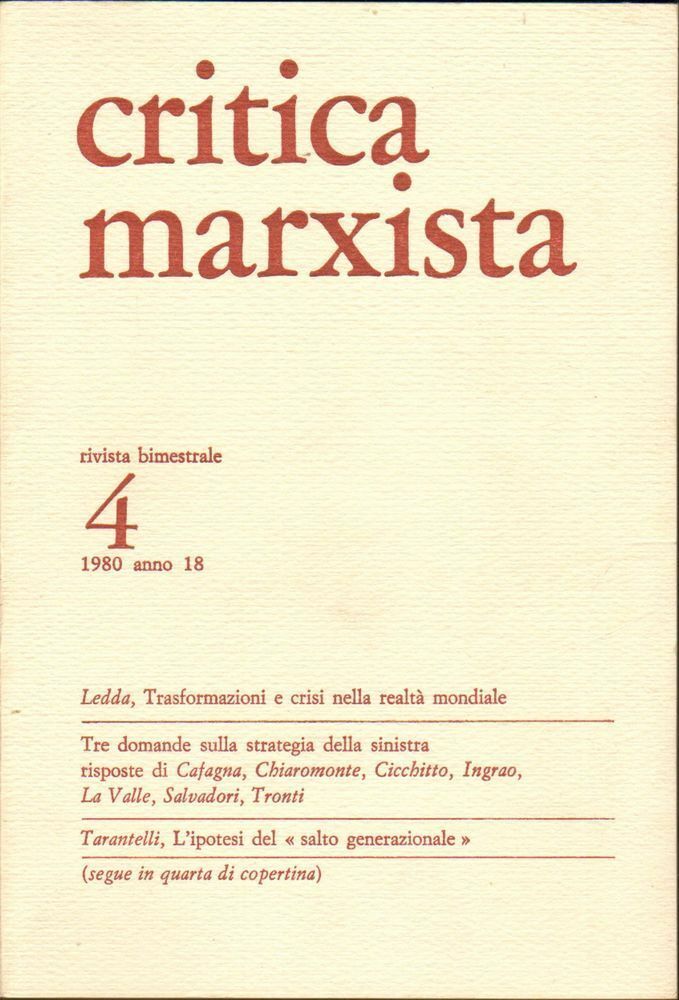 critica
marxista
rivista bimestrale
4
1980 anno 18
Ledda, Trasformazioni e crisi nella realtà mondiale
Tre domande sulla strategia della sinistra
risposte di Cafagna, Chiaromonte, Cicchitto, Ingrao,
La Valle, Salvadori, Tronti
Tarantelli, L'ipotesi del « salto generazionale »
(segue in quarta di copertina)